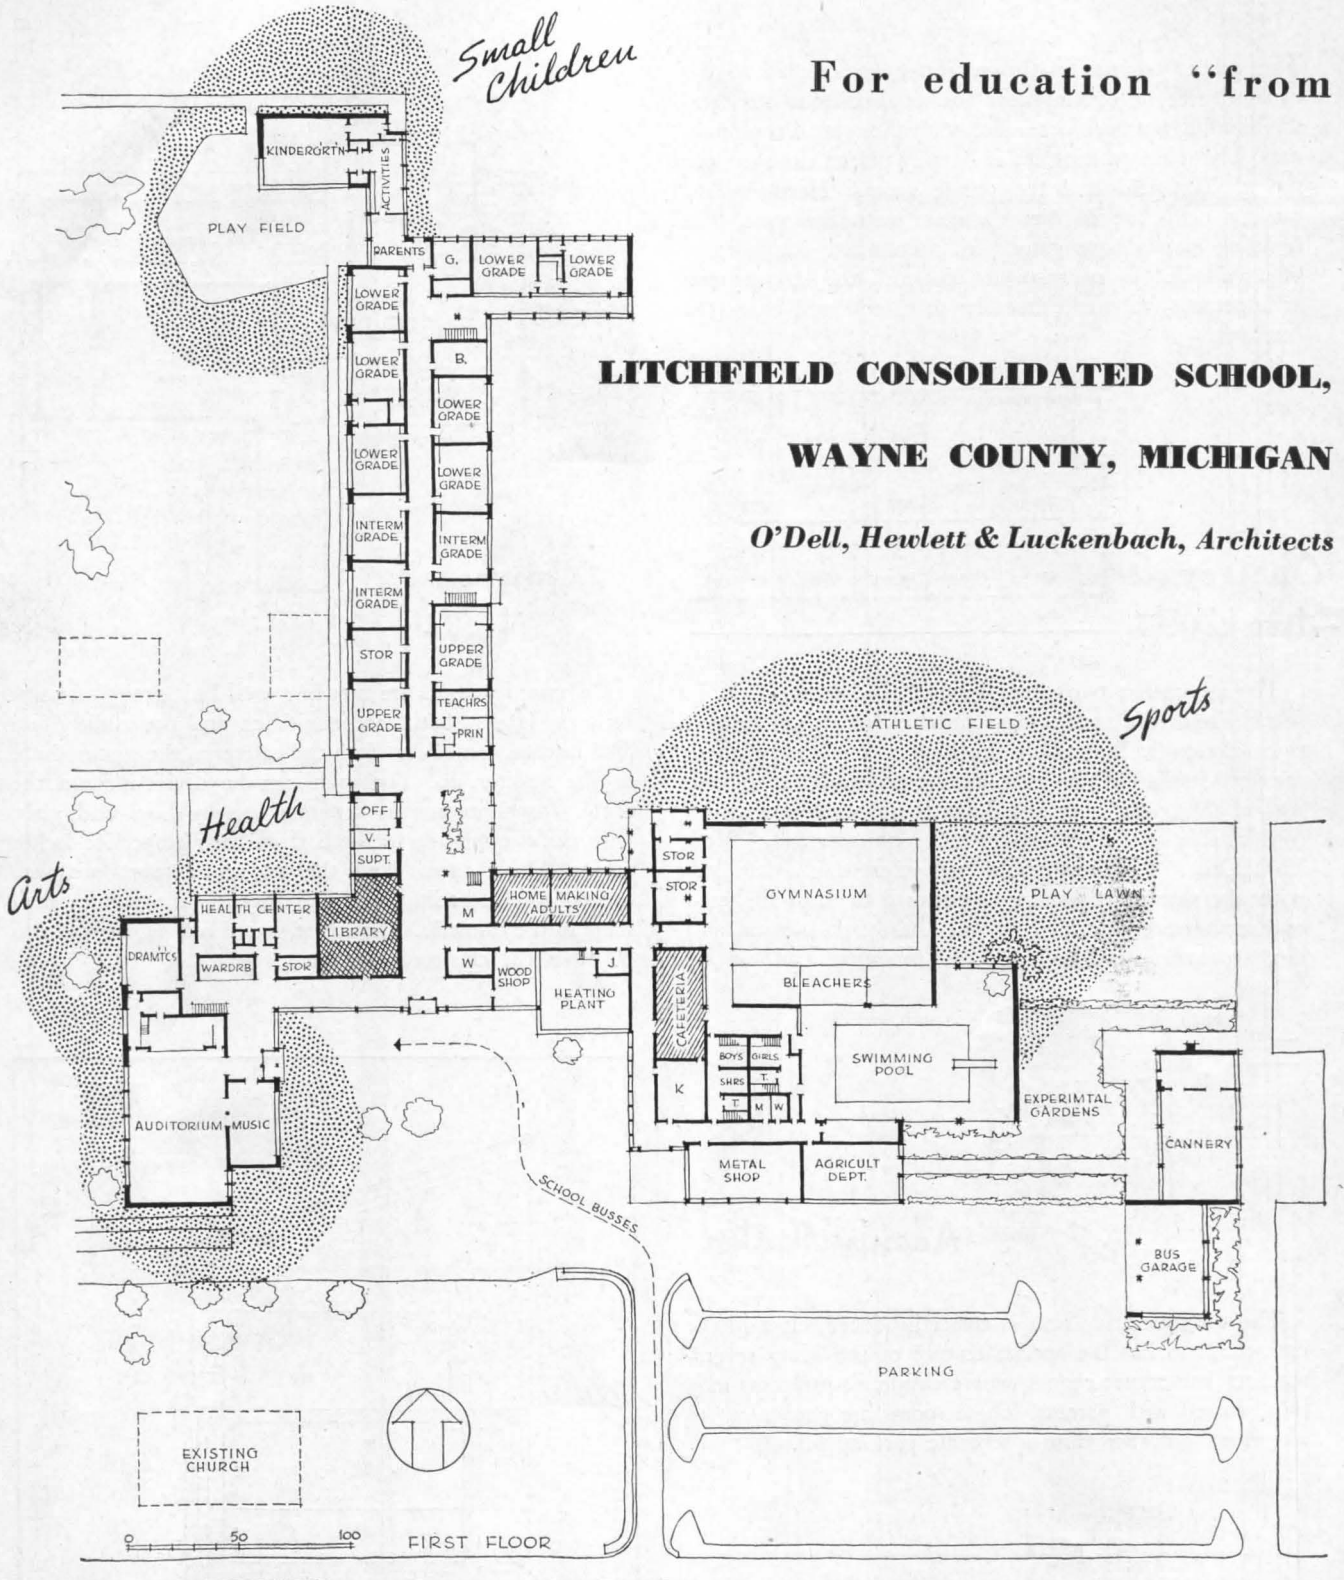 Small
Children
For education “from
KINDERGRT'N
ACTIVITIES
PLAY FIELD
PARENTS
G.
LOWER
GRADE
LOWER
GRADE
LOWER
GRADE
LITCHFIELD CONSOLIDATED SCHOOL,
LOWER
GRADE
B.
LOWER
GRADE
WAYNE COUNTY, MICHIGAN
LOWER
GRADE
LOWER
GRADE
INTERM
GRADE
INTERM
GRADE
O'Dell, Hewlett & Luckenbach, Architects
INTERM
GRADE
STOR
UPPER
GRADE
TEACH'RS
UPPER
GRADE
PRIN
ATHLETIC FIELD
Sports
Health
OFF
V.
SUPT.
STOR
STOR
GYMNASIUM
PLAY LAWN
Arts
HEALTH CENTER
LIBRARY
M
HOME MAKING
ADULTS
DRAMT'CS
WARDRB
STOR
W
WOOD
SHOP
J.
HEATING
PLANT
CAFETERIA
BLEACHERS
SWIMMING
POOL
BOYS
GIRLS
SHRS
T.
T.
M
W
K
EXPERIMTAL
GARDENS
AUDITORIUM
MUSIC
CANNERY
METAL
SHOP
AGRICULT
DEPT.
SCHOOL BUSSES
BUS
GARAGE
PARKING
EXISTING
CHURCH
0 50 100
FIRST FLOOR